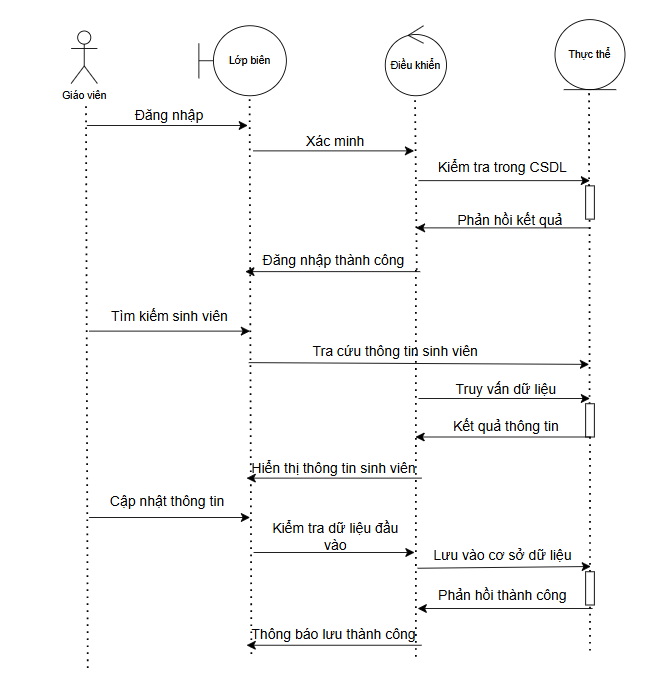 Giáo viên
Lớp biên
Điều khiển
Thực thể
Đăng nhập
Xác minh
Kiểm tra trong CSDL
Phản hồi kết quả
Đăng nhập thành công
Tìm kiếm sinh viên
Tra cứu thông tin sinh viên
Truy vấn dữ liệu
Kết quả thông tin
Hiển thị thông tin sinh viên
Cập nhật thông tin
Kiểm tra dữ liệu đầu
vào
Lưu vào cơ sở dữ liệu
Phản hồi thành công
Thông báo lưu thành công